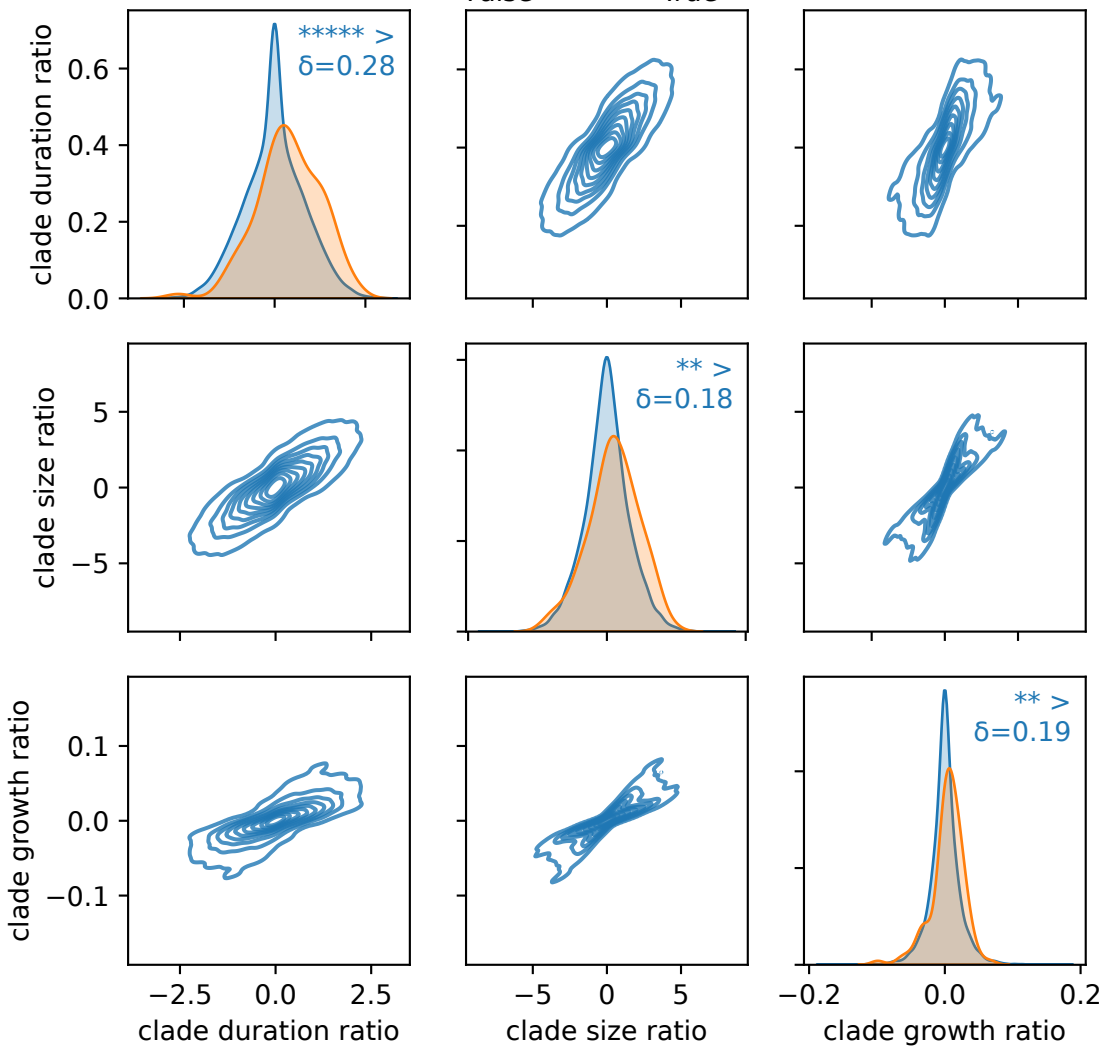 clade duration ratio
0.6
0.4
0.2
0.0
***** >
δ=0.28
clade size ratio
5
0
−5
** >
δ=0.18
clade growth ratio
0.1
0.0
−0.1
** >
δ=0.19
−2.5 0.0 2.5
−5 0 5
−0.2 0.0 0.2
clade duration ratio
clade size ratio
clade growth ratio